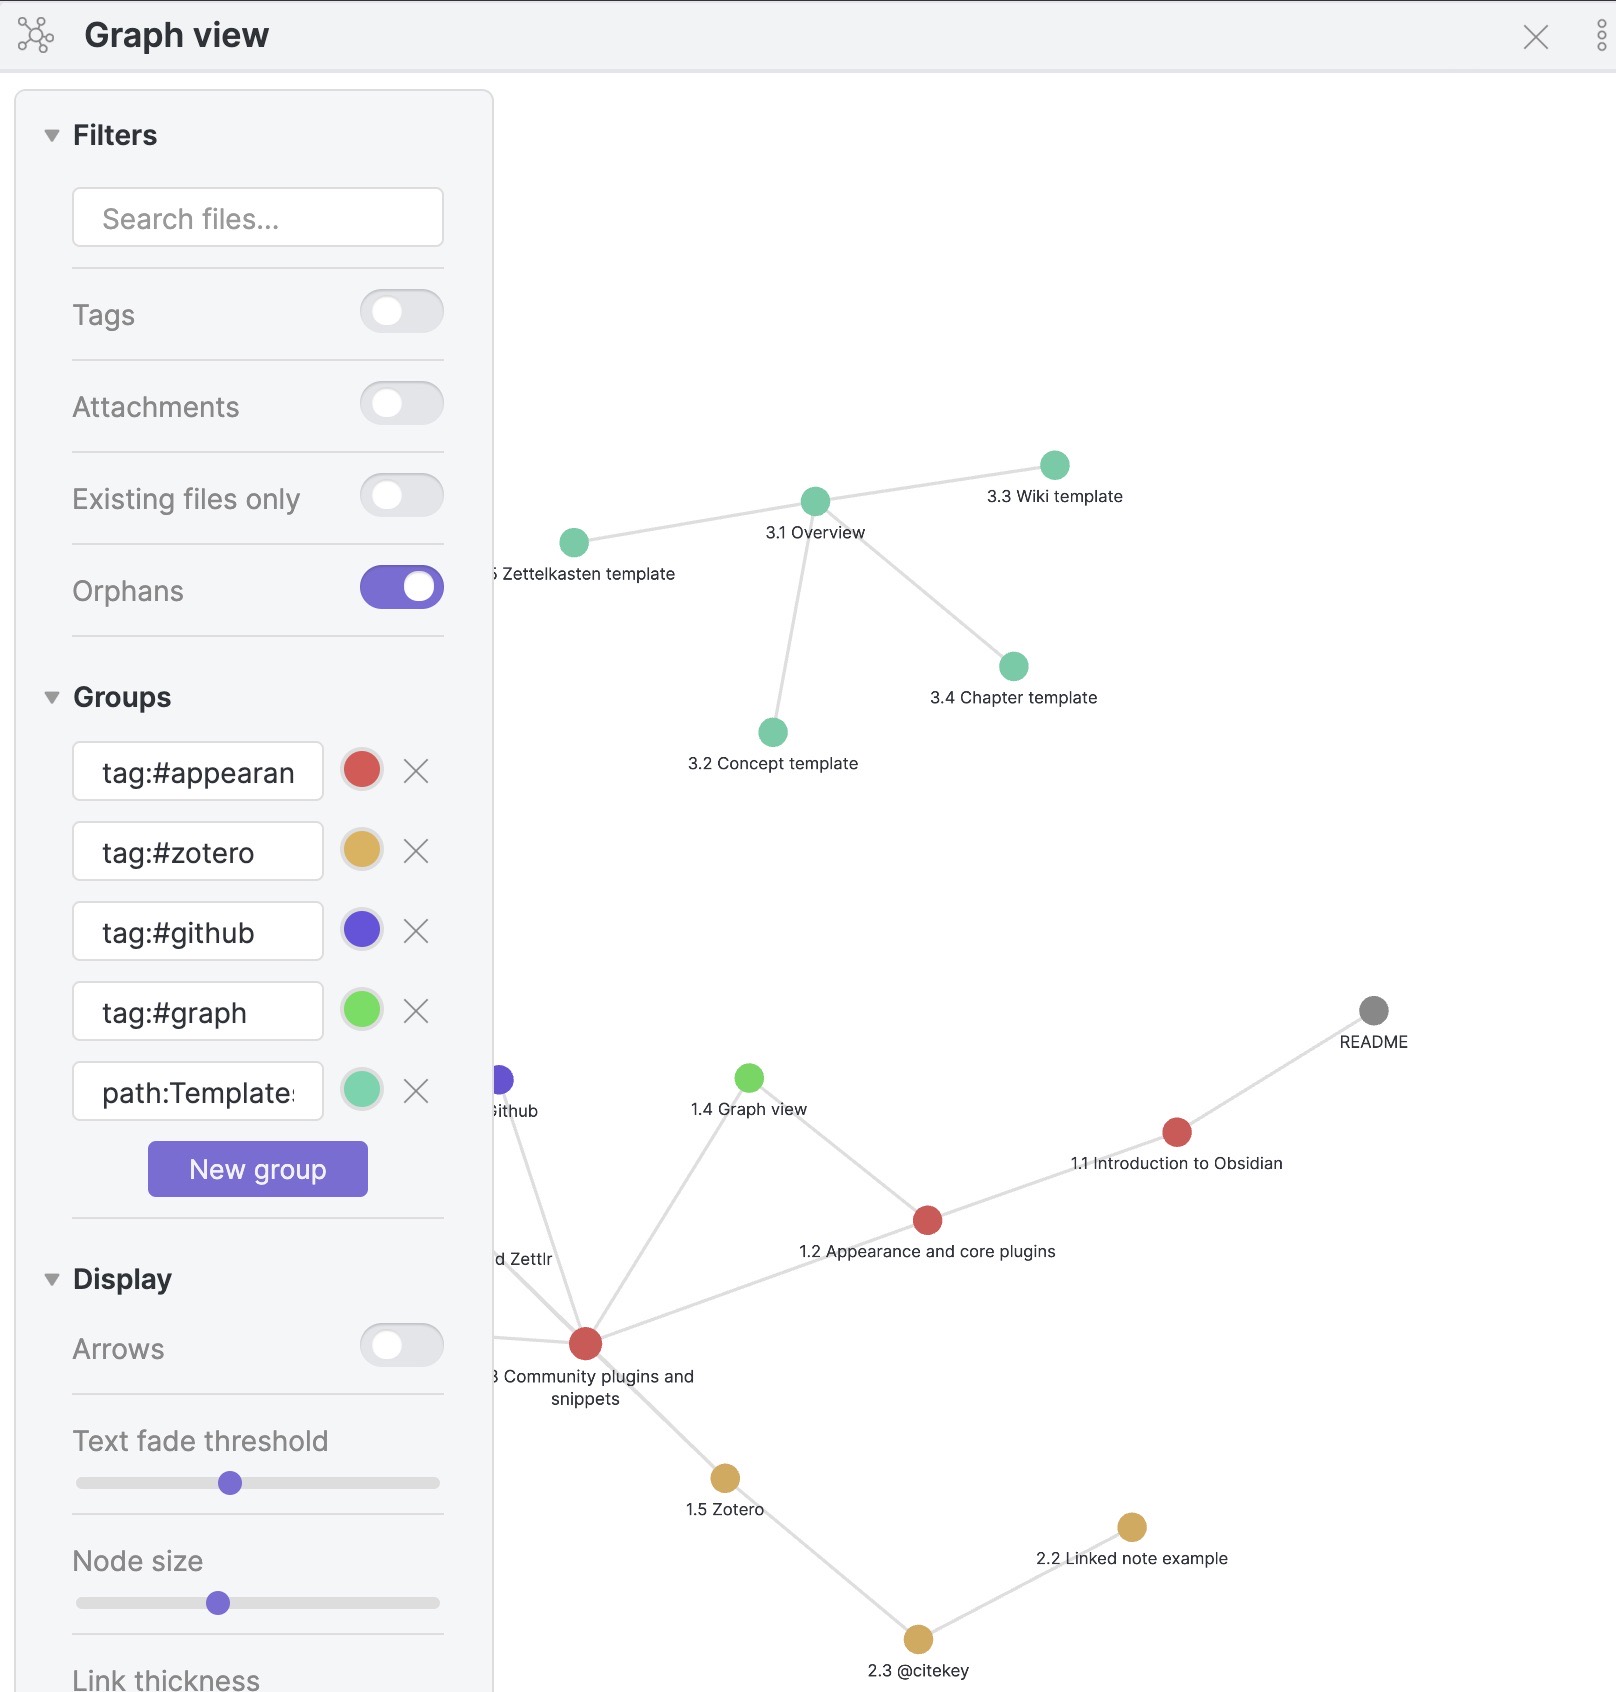 Graph view
Filters
Search files...
Tags
Attachments
Existing files only
Orphans
Groups
tag:#appearan
tag:#zotero
tag:#github
tag:#graph
path:Templates
New group
Display
Arrows
Text fade threshold
Node size
Link thickness
3.3 Wiki template
3.1 Overview
5 Zettelkasten template
3.4 Chapter template
3.2 Concept template
README
Github
1.4 Graph view
1.1 Introduction to Obsidian
1.2 Appearance and core plugins
d Zettlr
3 Community plugins and
snippets
1.5 Zotero
2.2 Linked note example
2.3 @citekey